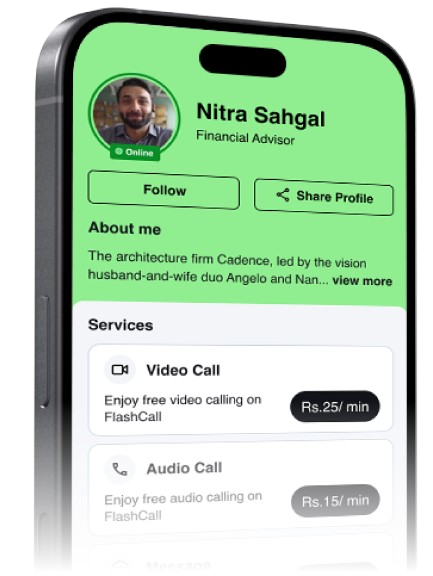 Nitra Sahgal
Financial Advisor
Online
Follow
Share Profile
About me
The architecture firm Cadence, led by the vision
husband-and-wife duo Angelo and Nan... view more
Services
Video Call
Enjoy free video calling on
FlashCall
Rs.25/ min
Audio Call
Enjoy free audio calling on
FlashCall
Rs.15/ min
Message